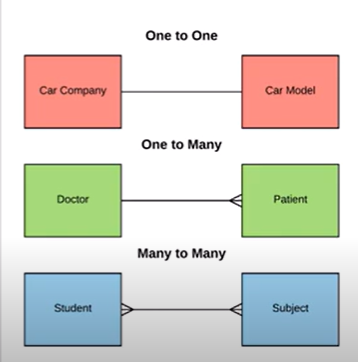 One to One
Car Company
Car Model
One to Many
Doctor
Patient
Many to Many
Student
Subject